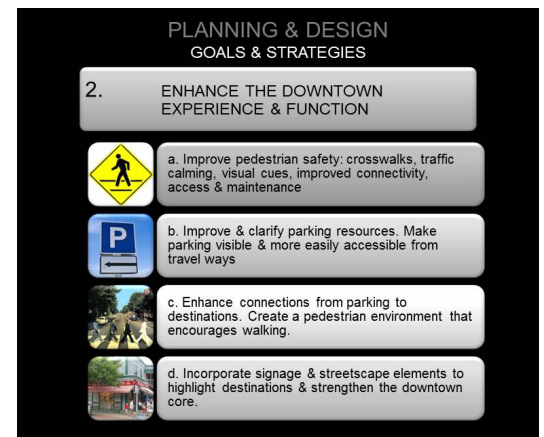 PLANNING & DESIGN
GOALS & STRATEGIES
2. ENHANCE THE DOWNTOWN
EXPERIENCE & FUNCTION
a. Improve pedestrian safety: crosswalks, traffic
calming, visual cues, improved connectivity,
access & maintenance
P
b. Improve & clarify parking resources. Make
parking visible & more easily accessible from
travel ways
c. Enhance connections from parking to
destinations. Create a pedestrian environment that
encourages walking.
d. Incorporate signage & streetscape elements to
highlight destinations & strengthen the downtown
core.